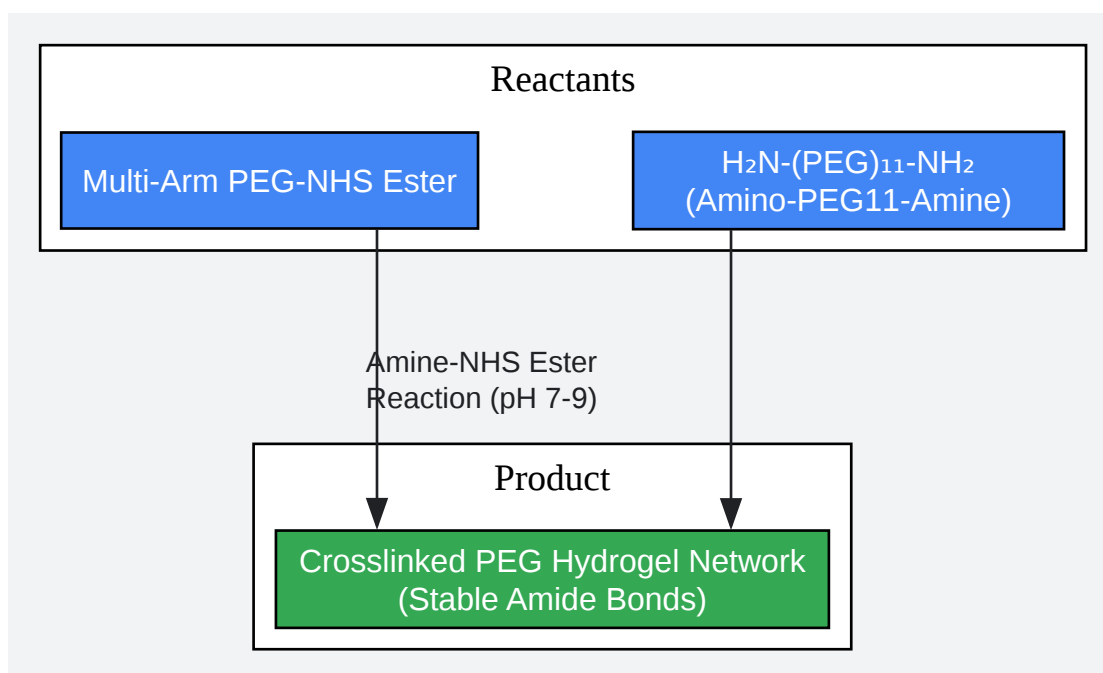 Reactants
Multi-Arm PEG-NHS Ester
H₂N-(PEG)₁₁-NH₂
(Amino-PEG11-Amine)
Amine-NHS Ester
Reaction (pH 7-9)
Product
Crosslinked PEG Hydrogel Network
(Stable Amide Bonds)